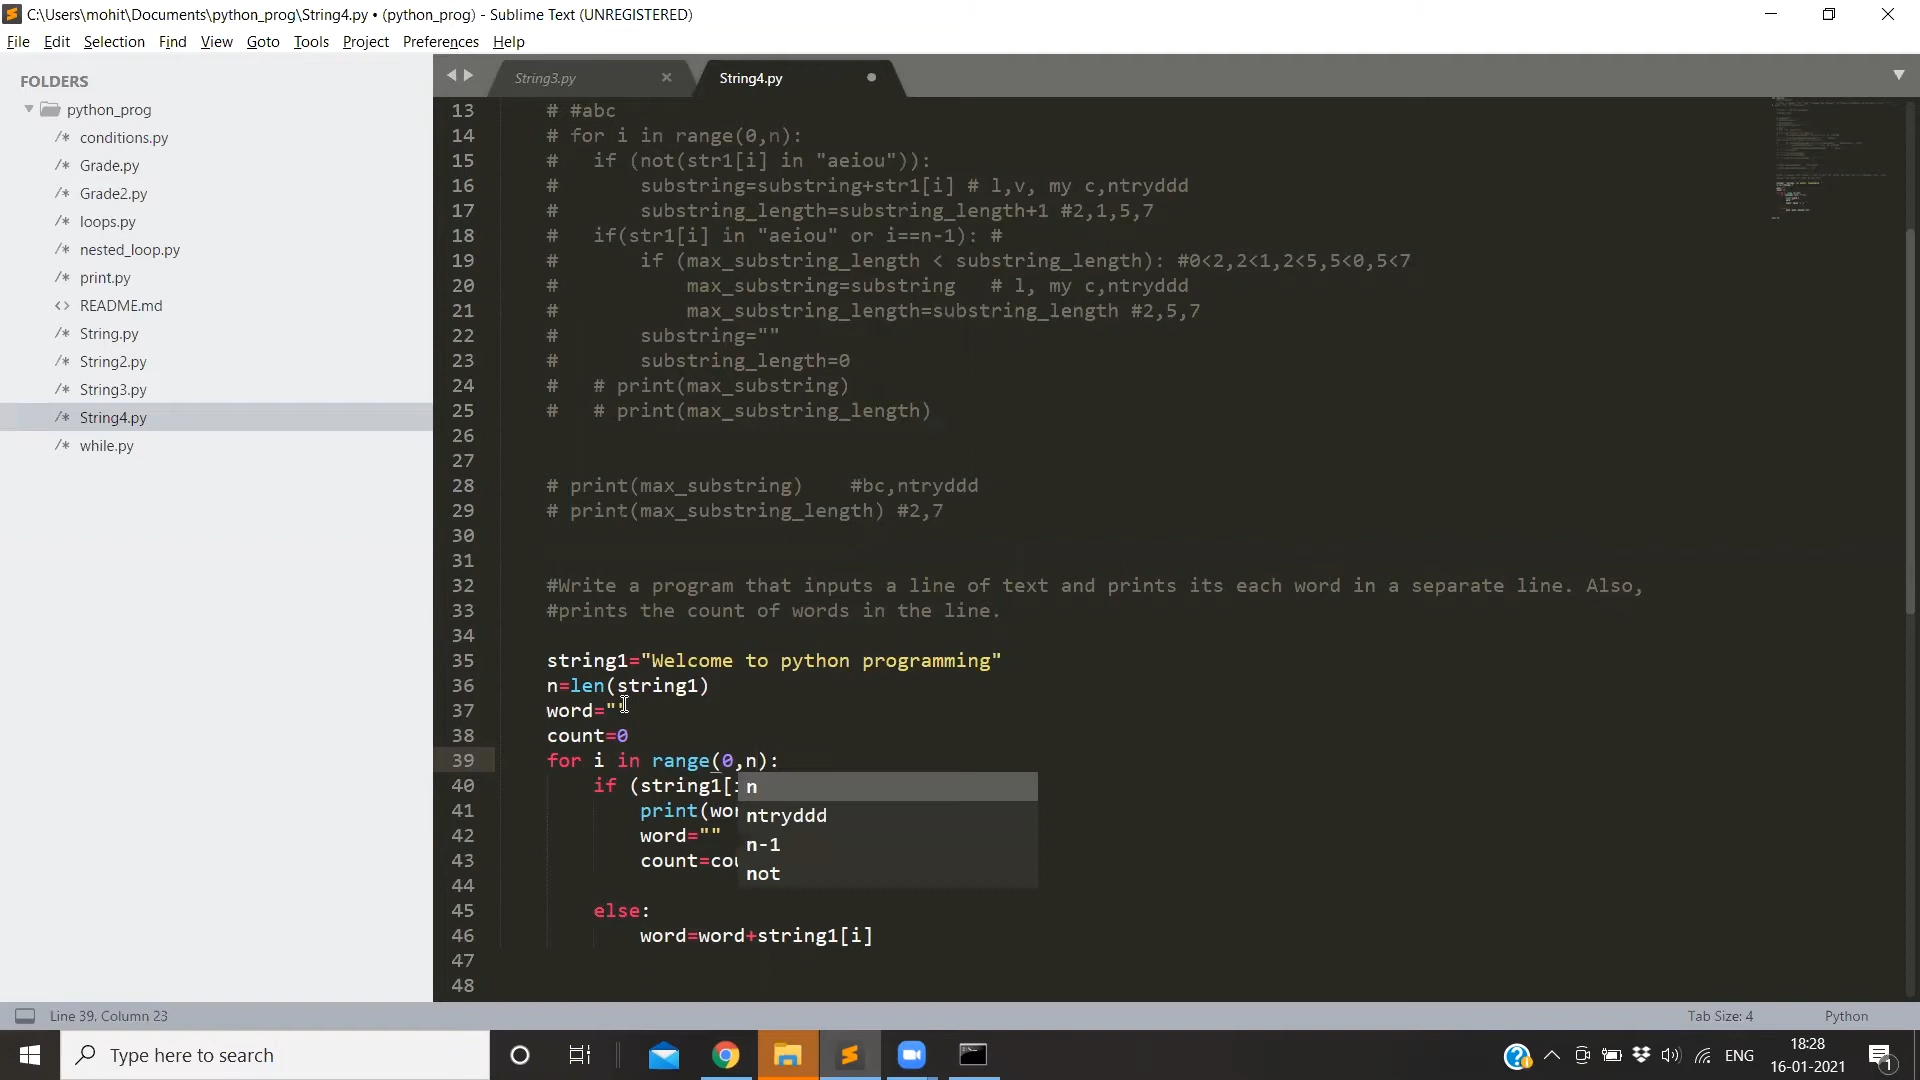 C:\Users\mohit\Documents\python_prog\String4.py • (python_prog) - Sublime Text (UNREGISTERED)
File Edit Selection Find View Goto Tools Project Preferences Help
FOLDERS
python_prog
/* conditions.py
/* Grade.py
/* Grade2.py
/* loops.py
/* nested_loop.py
/* print.py
<> README.md
/* String.py
/* String2.py
/* String3.py
/* String4.py
/* while.py
String3.py
String4.py
13 # #abc
14 # for i in range(0,n):
15 #   if (not(str1[i] in "aeiou")):
16 #       substring=substring+str1[i] # l,v, my c,ntryddd
17 #       substring_length=substring_length+1 #2,1,5,7
18 #   if(str1[i] in "aeiou" or i==n-1): #
19 #       if (max_substring_length < substring_length): #0<2,2<1,2<5,5<0,5<7
20 #           max_substring=substring   # l, my c,ntryddd
21 #           max_substring_length=substring_length #2,5,7
22 #       substring=""
23 #       substring_length=0
24 #   # print(max_substring)
25 #   # print(max_substring_length)
26
27
28 # print(max_substring)    #bc,ntryddd
29 # print(max_substring_length) #2,7
30
31
32 #Write a program that inputs a line of text and prints its each word in a separate line. Also,
33 #prints the count of words in the line.
34
35 string1="Welcome to python programming"
36 n=len(string1)
37 word=""
38 count=0
39 for i in range(0,n):
40     if (string1[i
41         print(wor
42         word=""
43         count=cou
44
45     else:
46         word=word+string1[i]
47
48
n
ntryddd
n-1
not
Line 39, Column 23
Tab Size: 4
Python
Type here to search
ENG
18:28
16-01-2021
1